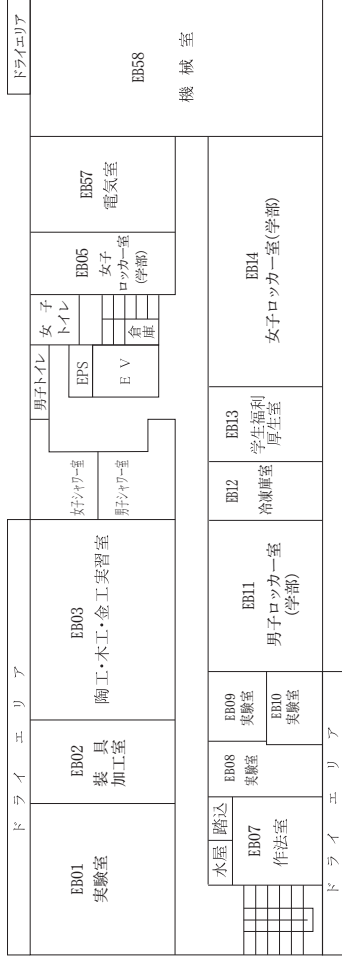 ドライエリア
ドライエリア
EB01
実験室
EB02
装具
加工室
EB03
陶工・木工・金工実習室
女子シャワー室
男子シャワー室
男子トイレ
女子
トイレ
EPS
EV
倉庫
EB05
女子
ロッカー室
(学部)
EB57
電気室
EB58
機械室
水屋
踏込
EB07
作法室
EB08
実験室
EB09
実験室
EB10
実験室
EB11
男子ロッカー室
(学部)
EB12
冷凍庫室
EB13
学生福利
厚生室
EB14
女子ロッカー室(学部)
ドライエリア